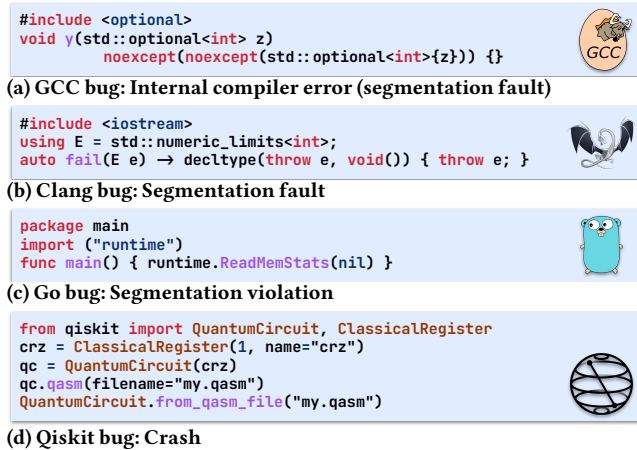 #include <optional>
void y(std::optional<int> z)
noexcept(noexcept(std::optional<int>{z})) {}
GCC
(a) GCC bug: Internal compiler error (segmentation fault)
#include <iostream>
using E = std::numeric_limits<int>;
auto fail(E e) → decltype(throw e, void()) { throw e; }
(b) Clang bug: Segmentation fault
package main
import ("runtime")
func main() { runtime.ReadMemStats(nil) }
(c) Go bug: Segmentation violation
from qiskit import QuantumCircuit, ClassicalRegister
crz = ClassicalRegister(1, name="crz")
qc = QuantumCircuit(crz)
qc.qasm(filename="my.qasm")
QuantumCircuit.from_qasm_file("my.qasm")
(d) Qiskit bug: Crash